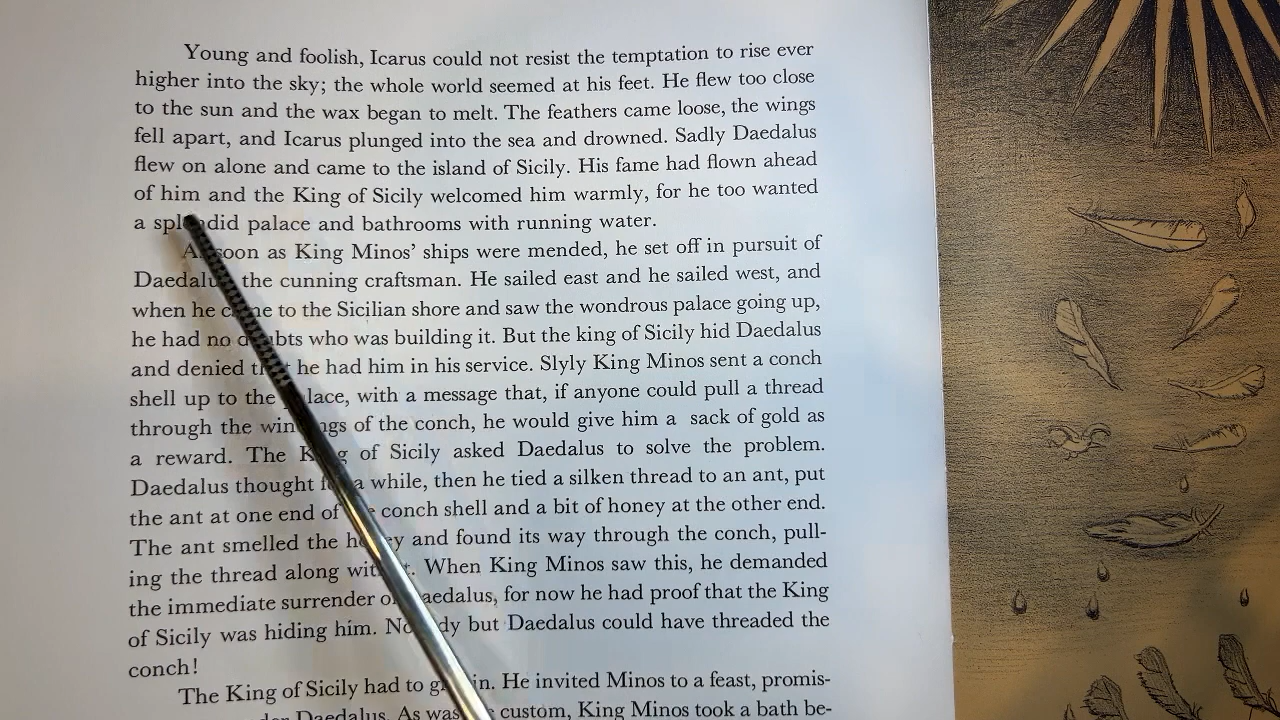 Young and foolish, Icarus could not resist the temptation to rise ever
higher into the sky; the whole world seemed at his feet. He flew too close
to the sun and the wax began to melt. The feathers came loose, the wings
fell apart, and Icarus plunged into the sea and drowned. Sadly Daedalus
flew on alone and came to the island of Sicily. His fame had flown ahead
of him and the King of Sicily welcomed him warmly, for he too wanted
a splendid palace and bathrooms with running water.
As soon as King Minos' ships were mended, he set off in pursuit of
Daedalus, the cunning craftsman. He sailed east and he sailed west, and
when he came to the Sicilian shore and saw the wondrous palace going up,
he had no doubts who was building it. But the king of Sicily hid Daedalus
and denied that he had him in his service. Slyly King Minos sent a conch
shell up to the palace, with a message that, if anyone could pull a thread
through the windings of the conch, he would give him a sack of gold as
a reward. The King of Sicily asked Daedalus to solve the problem.
Daedalus thought for a while, then he tied a silken thread to an ant, put
the ant at one end of the conch shell and a bit of honey at the other end.
The ant smelled the honey and found its way through the conch, pull-
ing the thread along with it. When King Minos saw this, he demanded
the immediate surrender of Daedalus, for now he had proof that the King
of Sicily was hiding him. Nobody but Daedalus could have threaded the
conch!
The King of Sicily had to give in. He invited Minos to a feast, promis-
Daedalus. As was custom, King Minos took a bath be-